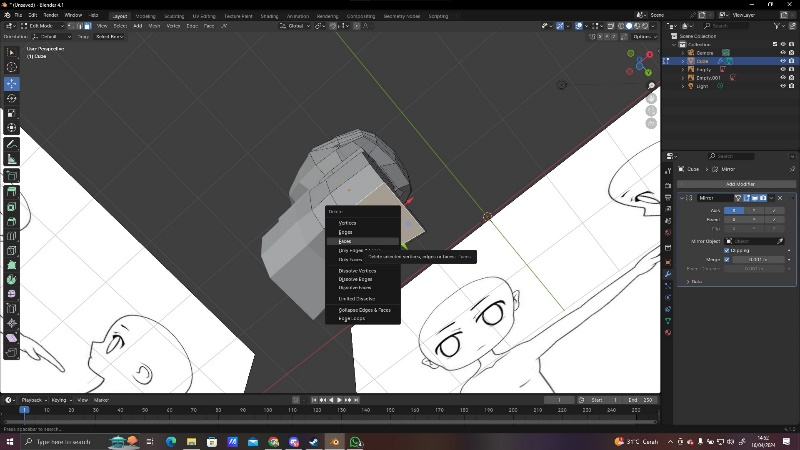 * (Unsaved) - Blender 4.1
File Edit Render Window Help Layout Modeling Sculpting UV Editing Texture Paint Shading Animation Rendering Compositing Geometry Nodes Scripting Scene ViewLayer
Edit Mode View Select Add Mesh Vertex Edge Face UV Global
Orientation: Default Drag: Select Box Options
User Perspective
(1) Cube
Scene Collection
Collection
Camera
Cube
Empty
Empty.001
Light
Search
Cube Mirror
Add Modifier
Mirror
Axis X Y Z
Bisect X Y Z
Flip X Y Z
Mirror Object Object
Clipping
Merge 0.001 m
Bisect Distance
Data
Delete
Vertices
Edges
Faces
Only Edges
Only Faces
Delete selected vertices, edges or faces: Faces
Dissolve Vertices
Dissolve Edges
Dissolve Faces
Limited Dissolve
Collapse Edges & Faces
Edge Loops
Playback Keying View Marker 1 Start 1 End 250
1 10 20 30 40 50 60 70 80 90 100 110 120 130 140 150 160 170 180 190 200 210 220 230 240 250
Press spacebar to search... 4.1.0
Type here to search 31°C Cerah 14:52
16/04/2024